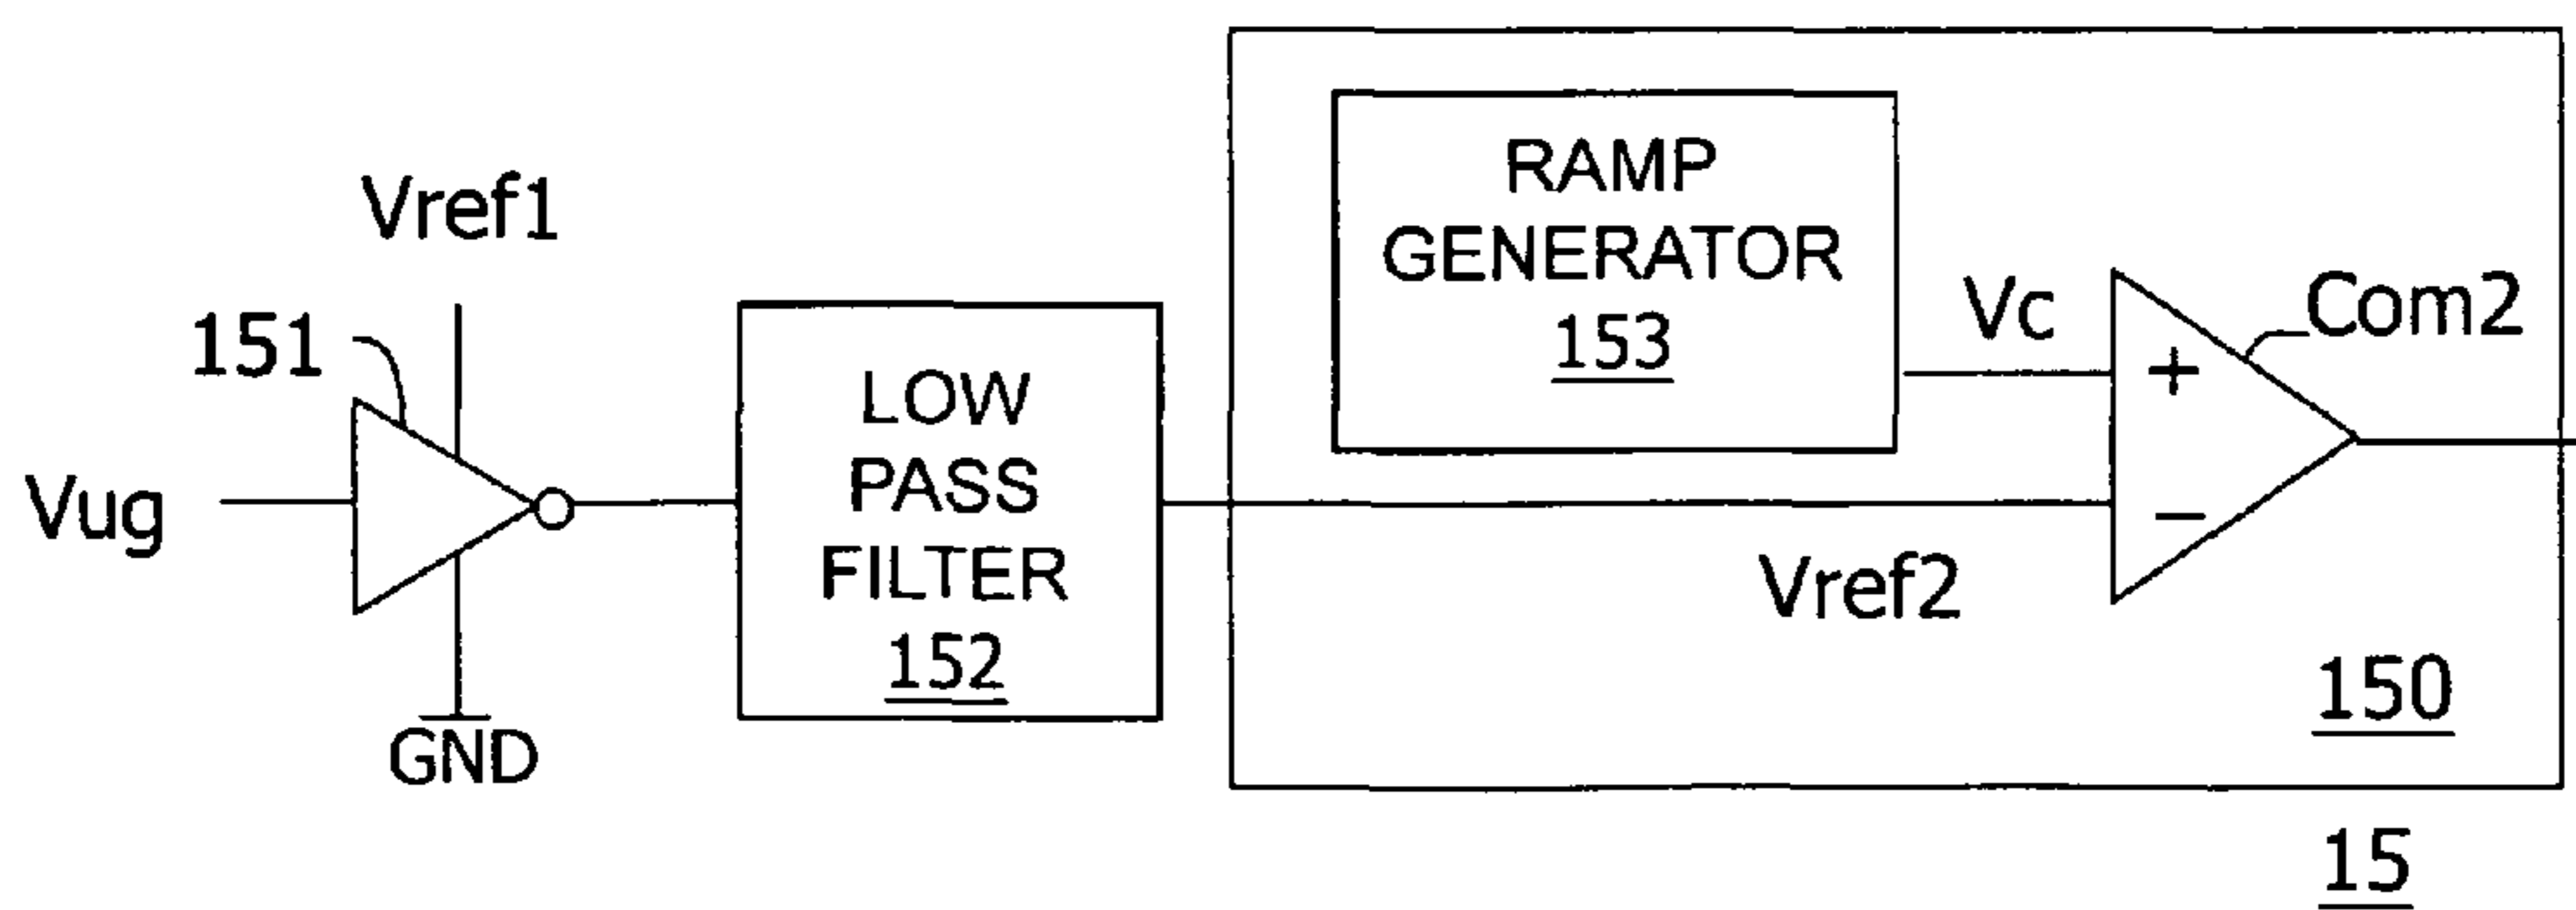 Vref1
151
Vug
GND
LOW
PASS
FILTER
152
RAMP
GENERATOR
153
Vc
+
−
Com2
Vref2
150
15